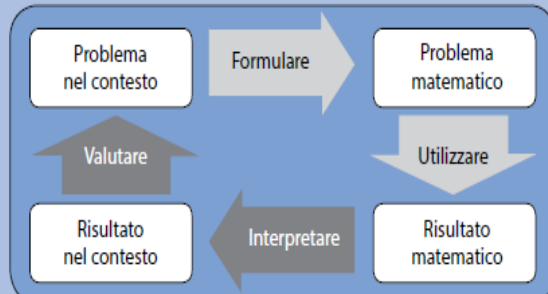 Problema
nel contesto
Formulare
Problema
matematico
Valutare
Utilizzare
Risultato
nel contesto
Interpretare
Risultato
matematico